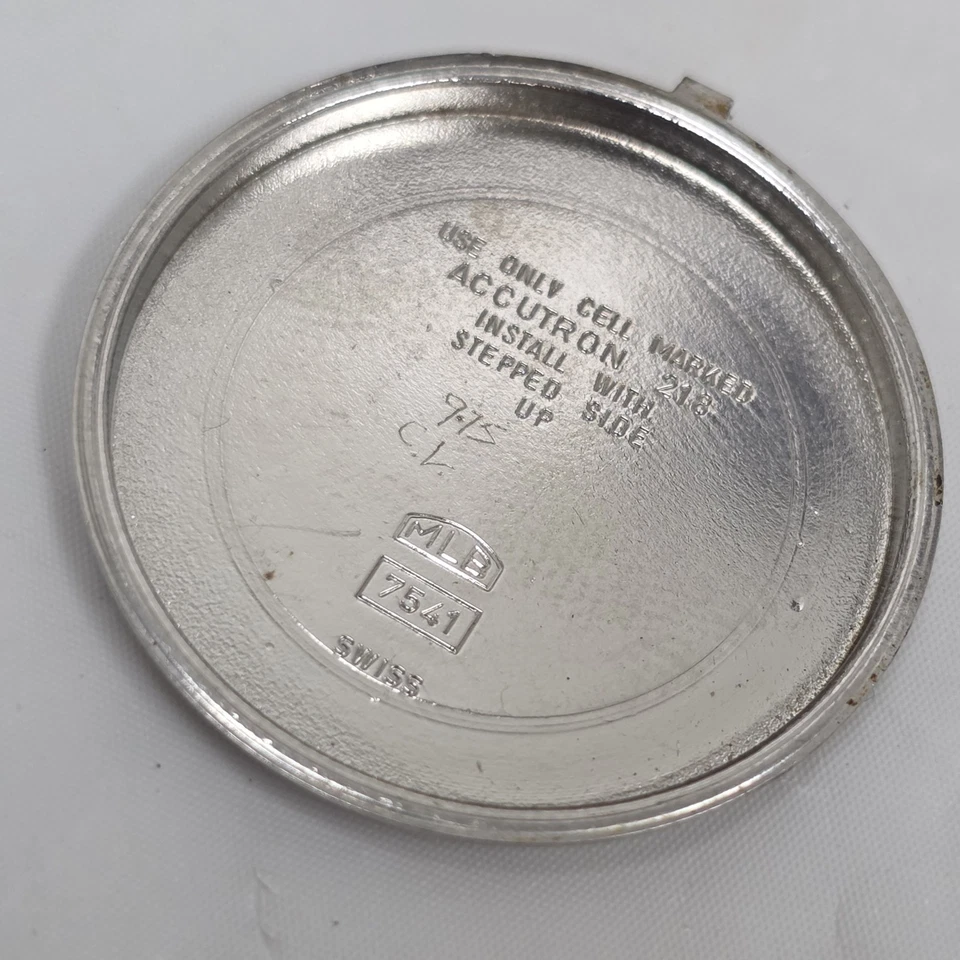 USE ONLY CELL MARKED
ACCUTRON 218
INSTALL WITH
STEPPED SIDE
UP
9.75
C.L
MLB
7541
SWISS